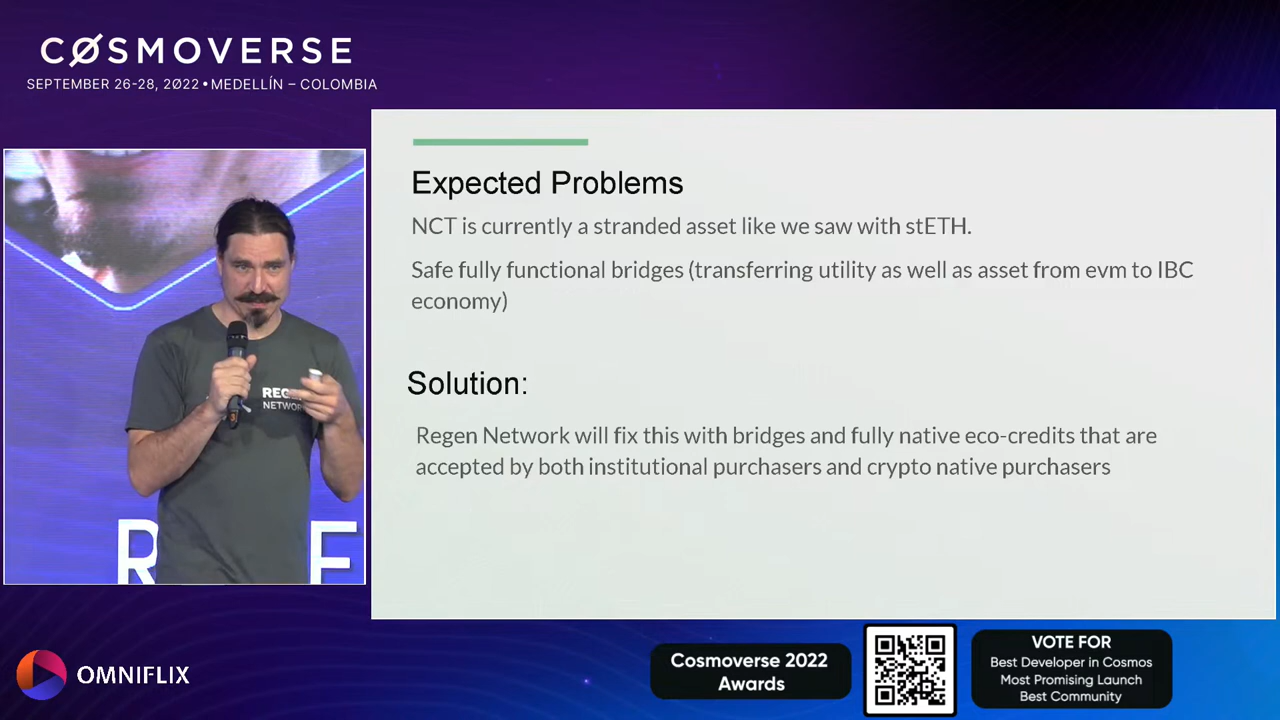 CØSMOVERSE
SEPTEMBER 26-28, 2Ø22 • MEDELLÍN – COLOMBIA
Expected Problems
NCT is currently a stranded asset like we saw with stETH.
Safe fully functional bridges (transferring utility as well as asset from evm to IBC
economy)
Solution:
Regen Network will fix this with bridges and fully native eco-credits that are
accepted by both institutional purchasers and crypto native purchasers
OMNIFLIX
Cosmoverse 2022
Awards
VOTE FOR
Best Developer in Cosmos
Most Promising Launch
Best Community